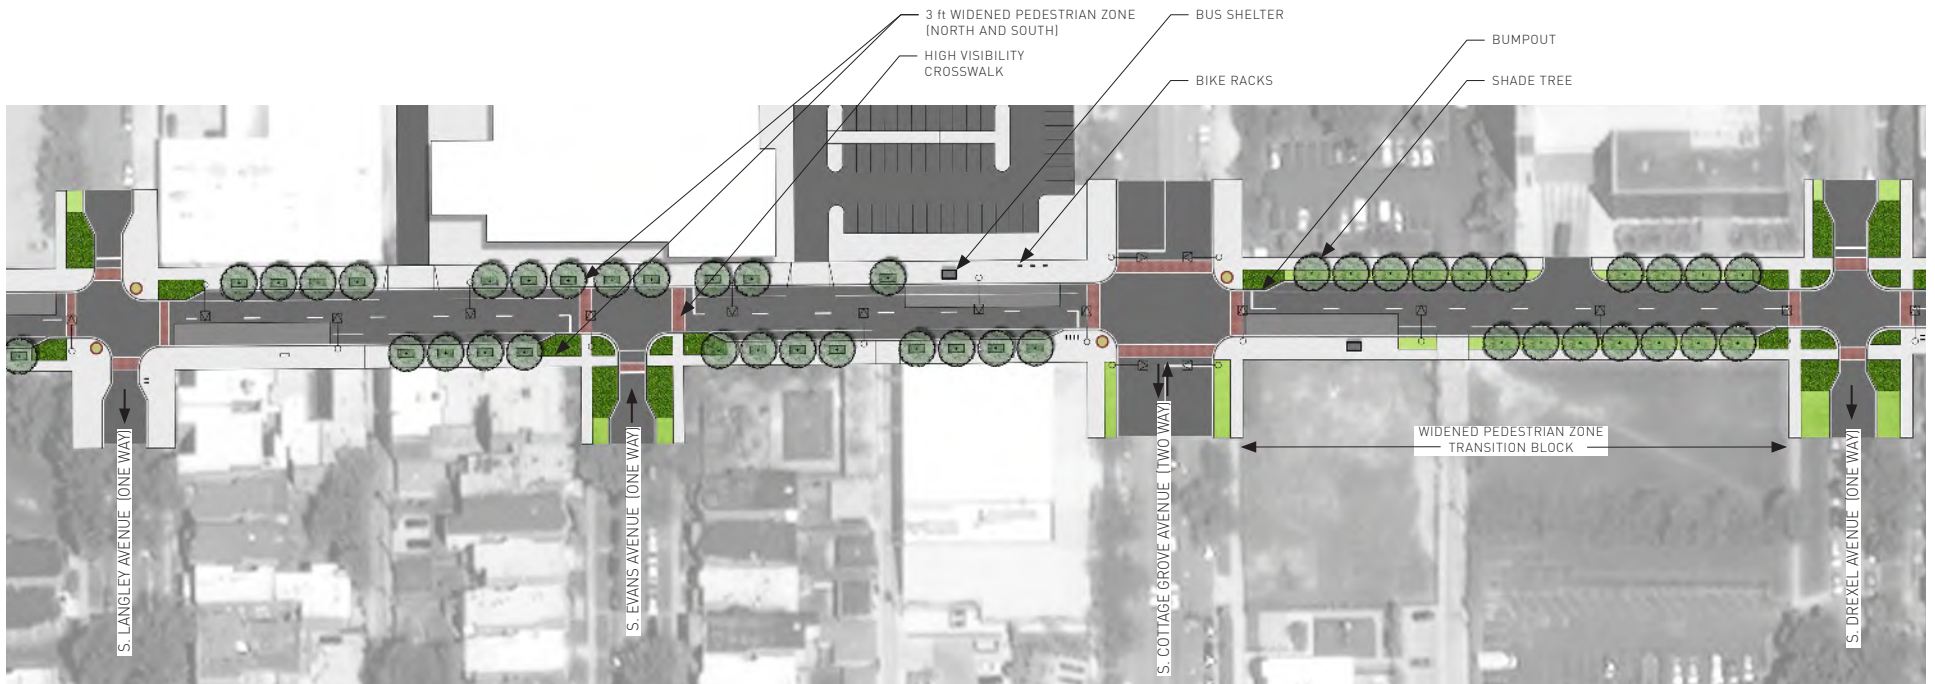 3 ft WIDENED PEDESTRIAN ZONE
(NORTH AND SOUTH)
HIGH VISIBILITY
CROSSWALK
BUS SHELTER
BIKE RACKS
BUMPOUT
SHADE TREE
WIDENED PEDESTRIAN ZONE
TRANSITION BLOCK
S. LANGLEY AVENUE (ONE WAY)
S. EVANS AVENUE (ONE WAY)
S. COTTAGE GROVE AVENUE (TWO WAY)
S. DREXEL AVENUE (ONE WAY)